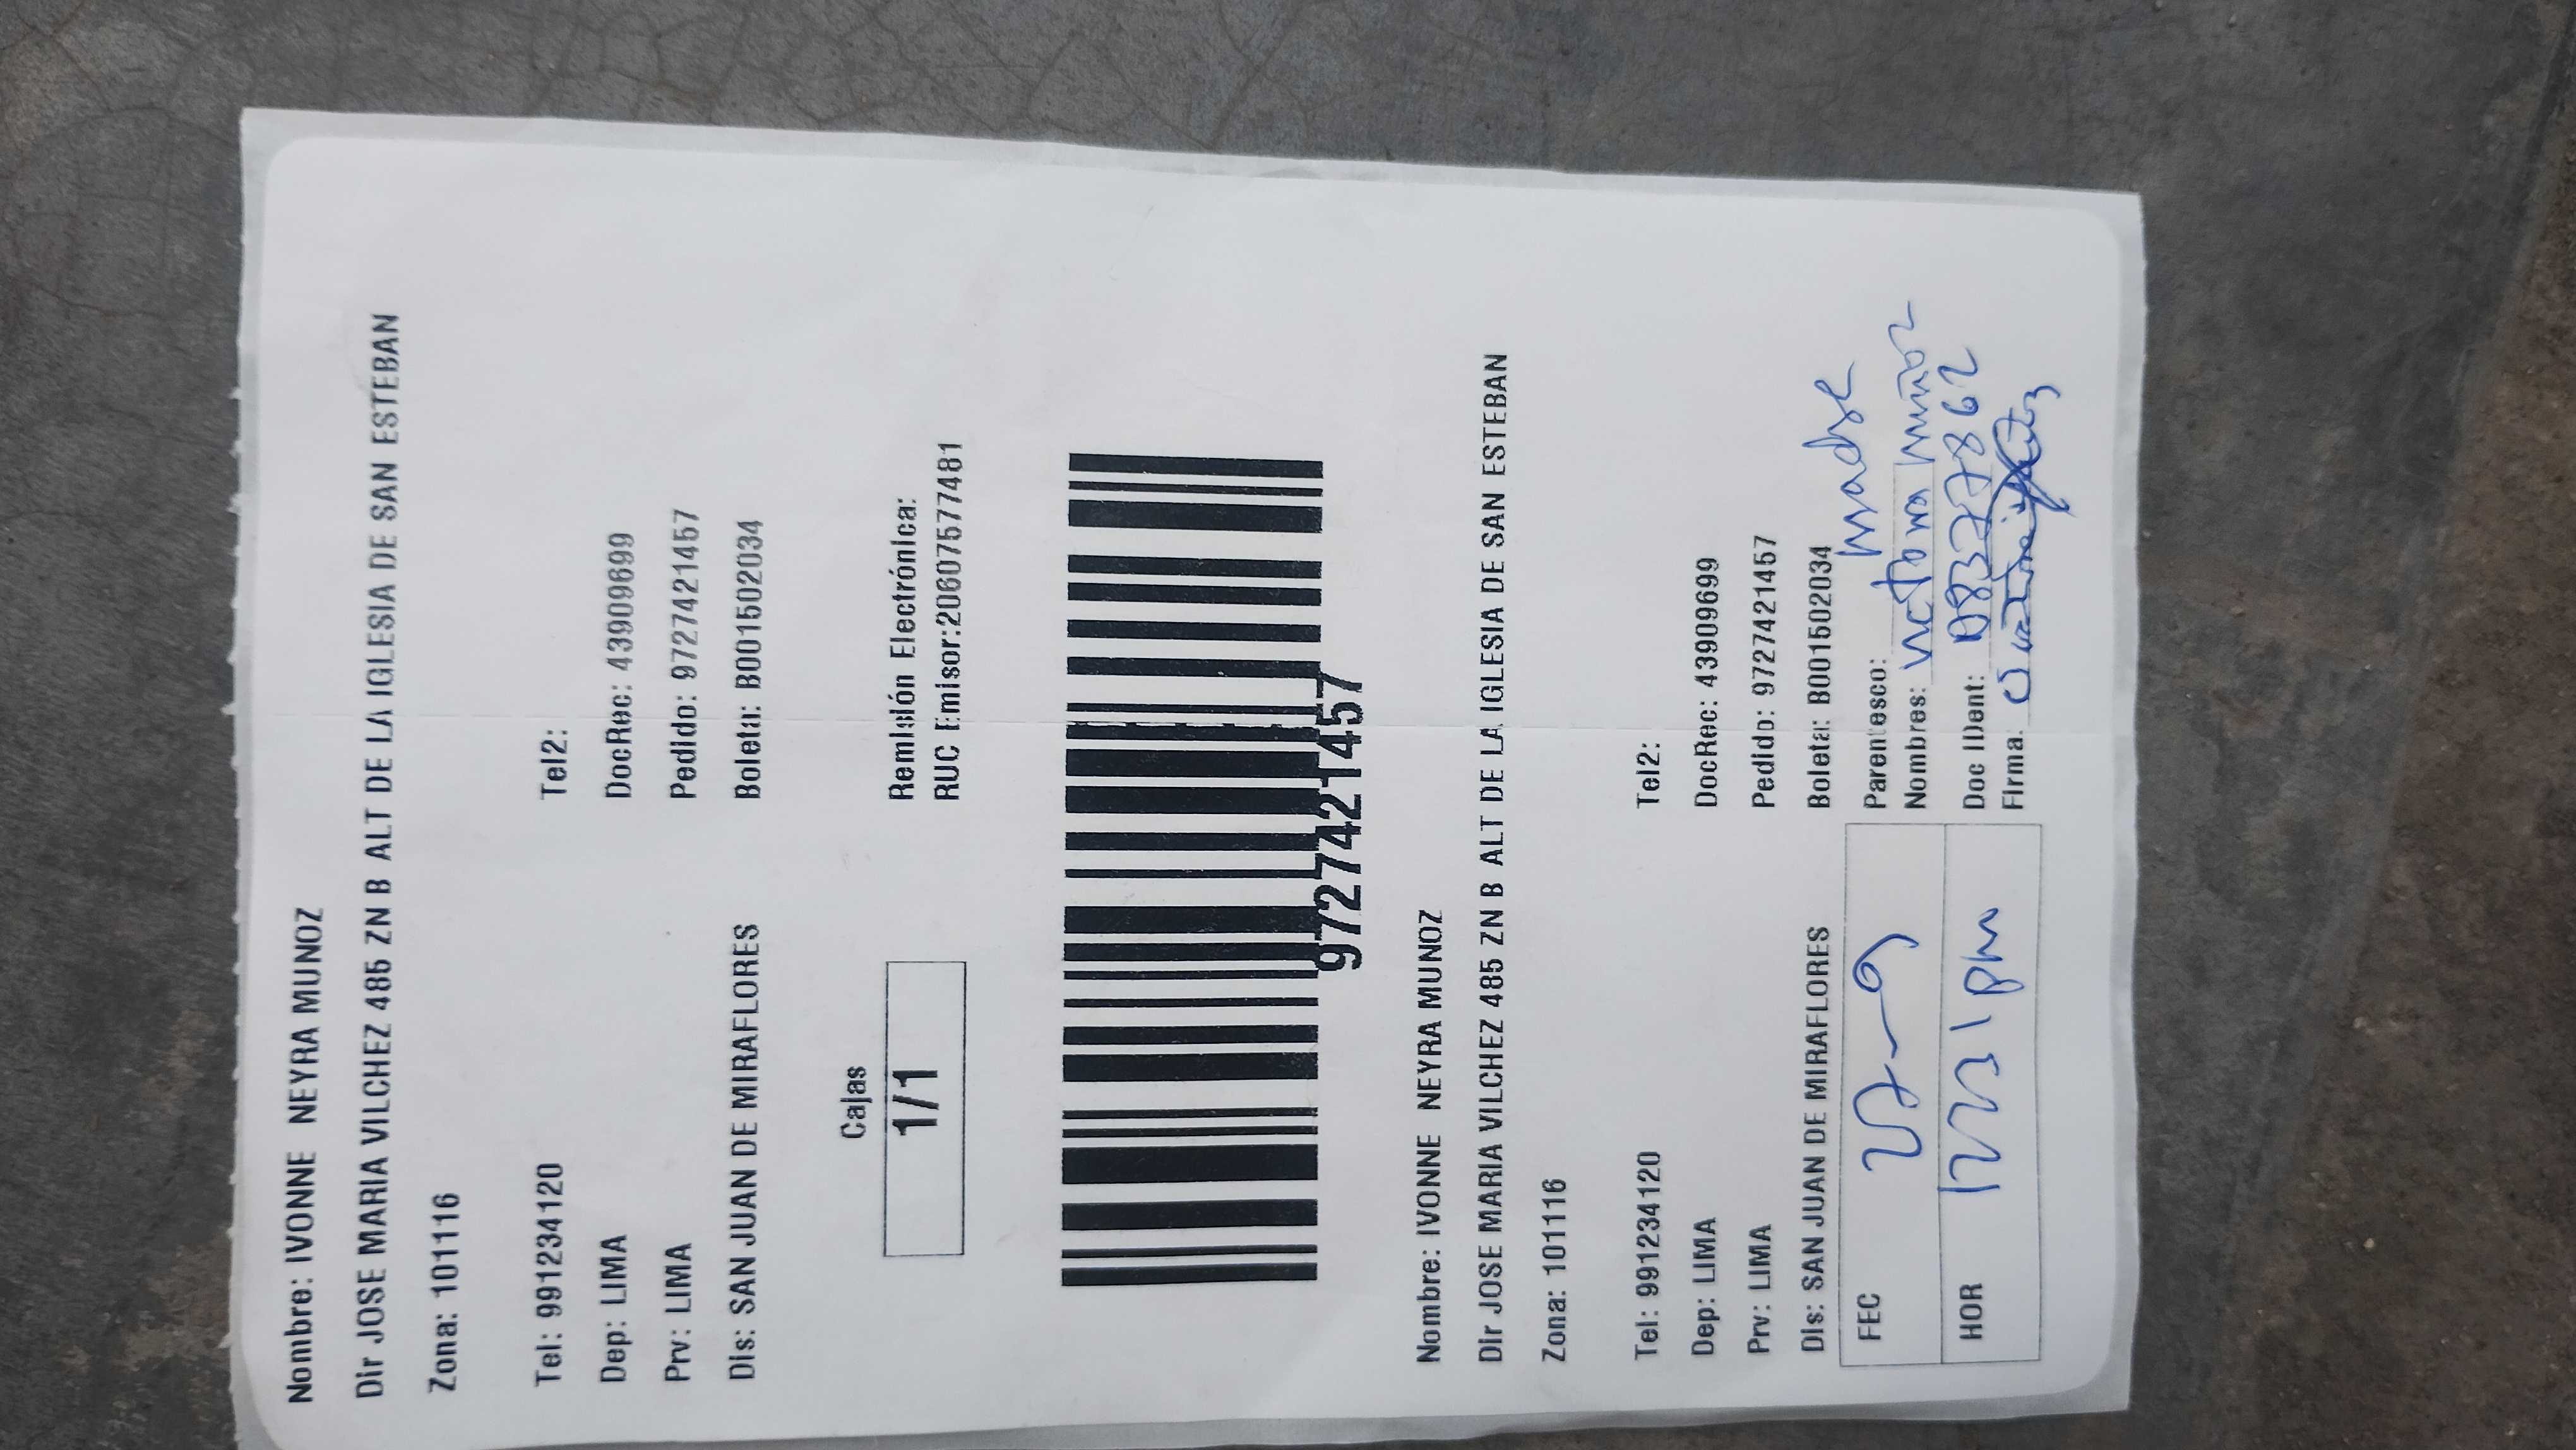 Nombre: IVONNE NEYRA MUNOZ
Dir JOSE MARIA VILCHEZ 485 ZN B ALT DE LA IGLESIA DE SAN ESTEBAN
Zona: 101116
Tel: 991234120 Tel2:
Dep: LIMA DocRec: 43909699
Prv: LIMA Pedido: 9727421457
Dis: SAN JUAN DE MIRAFLORES Boleta: B001502034
Cajas
1/1
Remisión Electrónica:
RUC Emisor:20607577481
9727421457
Nombre: IVONNE NEYRA MUNOZ
Dir JOSE MARIA VILCHEZ 485 ZN B ALT DE LA IGLESIA DE SAN ESTEBAN
Zona: 101116
Tel: 991234120 Tel2:
Dep: LIMA DocRec: 43909699
Prv: LIMA Pedido: 9727421457
Dis: SAN JUAN DE MIRAFLORES Boleta: B001502034
FEC
Parentesco: Madre
Nombres: Victoria Muñoz
HOR pm
Doc IDent: 08327862
Firma: